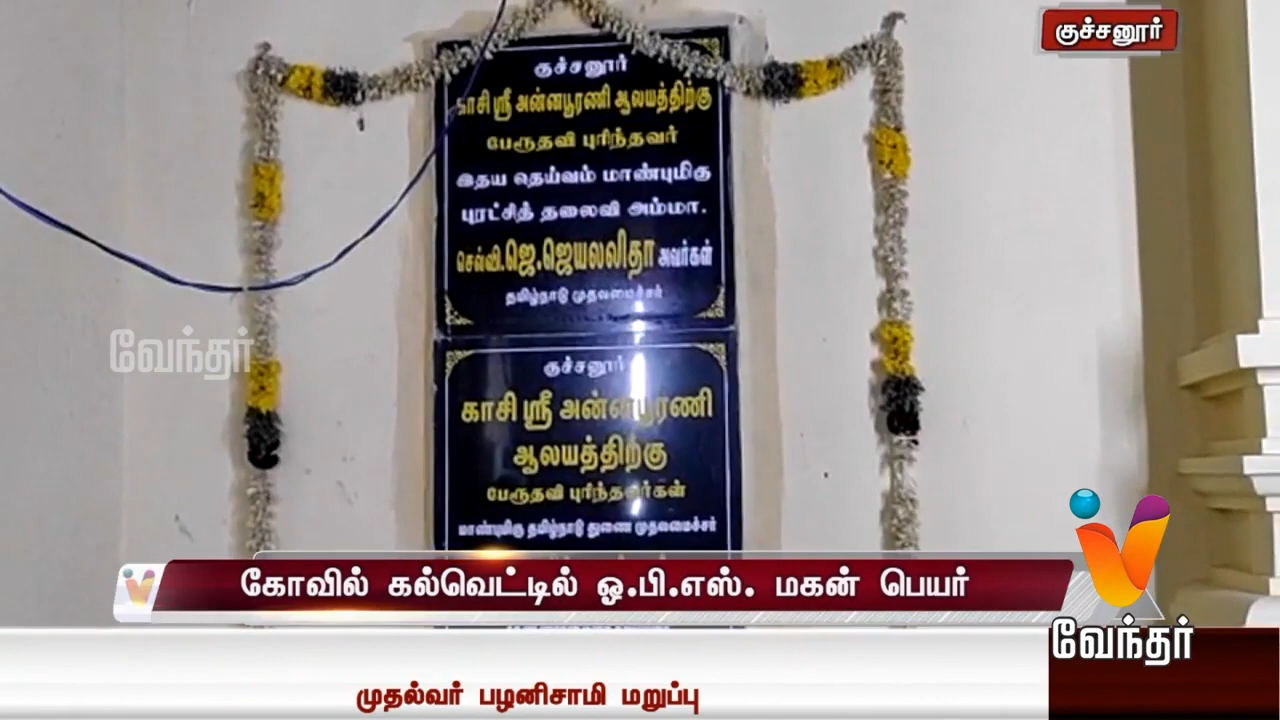 குச்சனூர்
குச்சனூர்
காசி ஸ்ரீ அன்னபூரணி ஆலயத்திற்கு
பேருதவி புரிந்தவர்
இதய தெய்வம் மாண்புமிகு
புரட்சித் தலைவி அம்மா.
செல்வி.ஜெ.ஜெயலலிதா அவர்கள்
தமிழ்நாடு முதலமைச்சர்
வேந்தர்
குச்சனூர்
காசி ஸ்ரீ அன்னபூரணி
ஆலயத்திற்கு
பேருதவி புரிந்தவர்கள்
மாண்புமிகு தமிழ்நாடு துணை முதலமைச்சர்
கோவில் கல்வெட்டில் ஓ.பி.எஸ். மகன் பெயர்
வேந்தர்
முதல்வர் பழனிசாமி மறுப்பு